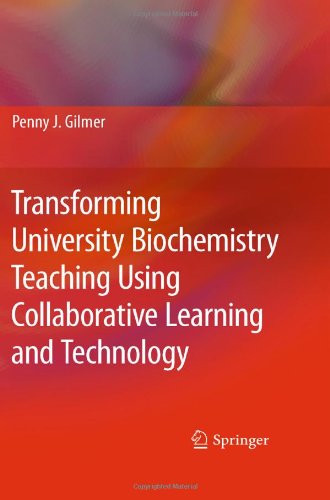 Penny J. Gilmer
Transforming
University Biochemistry
Teaching Using
Collaborative Learning
and Technology
Springer